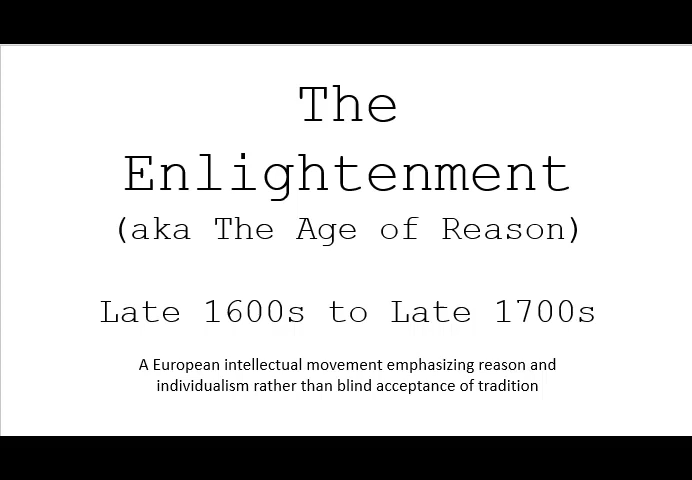 The
Enlightenment
(aka The Age of Reason)
Late 1600s to Late 1700s
A European intellectual movement emphasizing reason and
individualism rather than blind acceptance of tradition